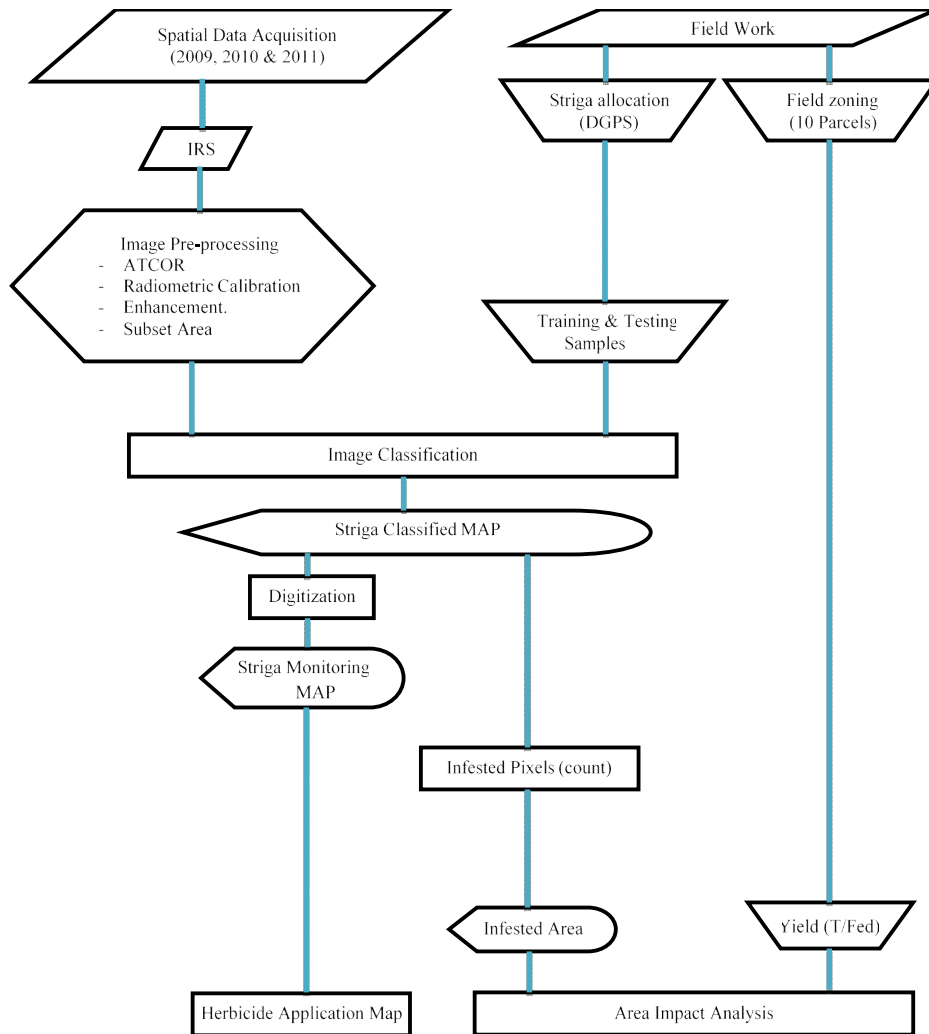 Spatial Data Acquisition
(2009, 2010 & 2011)
Field Work
Striga allocation
(DGPS)
Field zoning
(10 Parcels)
IRS
Image Pre-processing
- ATCOR
- Radiometric Calibration
- Enhancement.
- Subset Area
Training & Testing
Samples
Image Classification
Striga Classified MAP
Digitization
Striga Monitoring
MAP
Infested Pixels (count)
Infested Area
Yield (T/Fed)
Herbicide Application Map
Area Impact Analysis